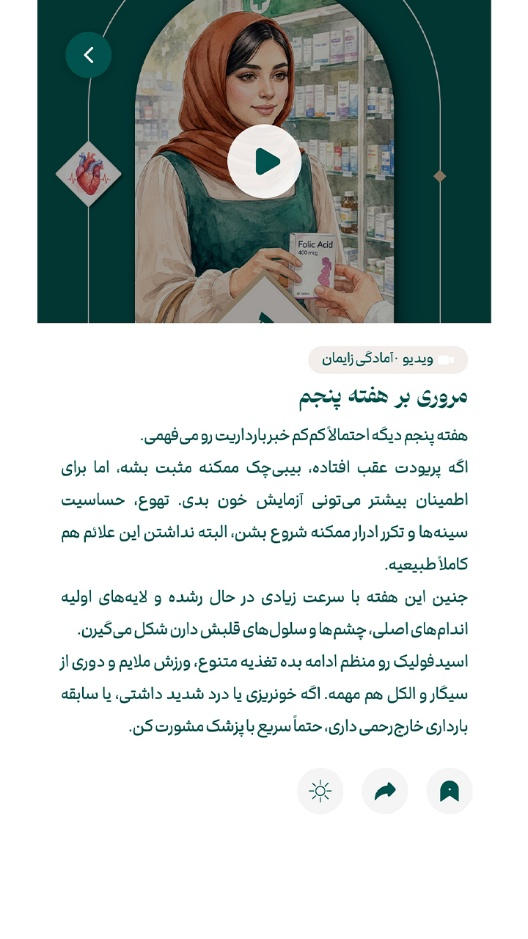 Folic Acid
400 mcg
ویدیو · آمادگی زایمان
مروری بر هفته پنجم
هفته پنجم دیگه احتمالاً کم‌کم خبر بارداریت رو می‌فهمی.
اگه پریودت عقب افتاده، بیبی‌چک ممکنه مثبت بشه، اما برای
اطمینان بیشتر می‌تونی آزمایش خون بدی. تهوع، حساسیت
سینه‌ها و تکرر ادرار ممکنه شروع بشن، البته نداشتن این علائم هم
کاملاً طبیعیه.
جنین این هفته با سرعت زیادی در حال رشده و لایه‌های اولیه
اندام‌های اصلی، چشم‌ها و سلول‌های قلبش دارن شکل می‌گیرن.
اسیدفولیک رو منظم ادامه بده تغذیه متنوع، ورزش ملایم و دوری از
سیگار و الکل هم مهمه. اگه خونریزی یا درد شدید داشتی، یا سابقه
بارداری خارج‌رحمی داری، حتماً سریع با پزشک مشورت کن.